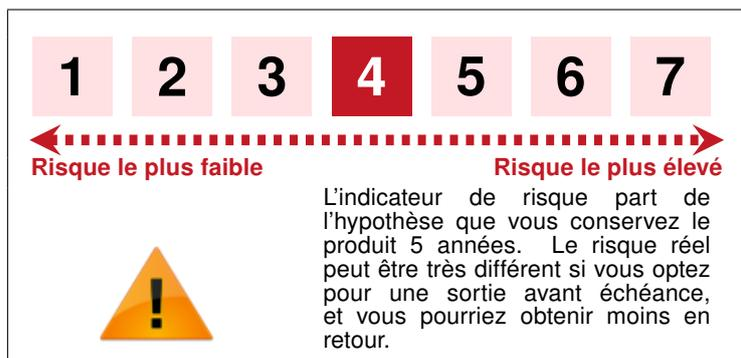 1 2 3 4 5 6 7
Risque le plus faible Risque le plus élevé
L'indicateur de risque part de
l'hypothèse que vous conservez le
produit 5 années. Le risque réel
peut être très différent si vous optez
pour une sortie avant échéance,
et vous pourriez obtenir moins en
retour.